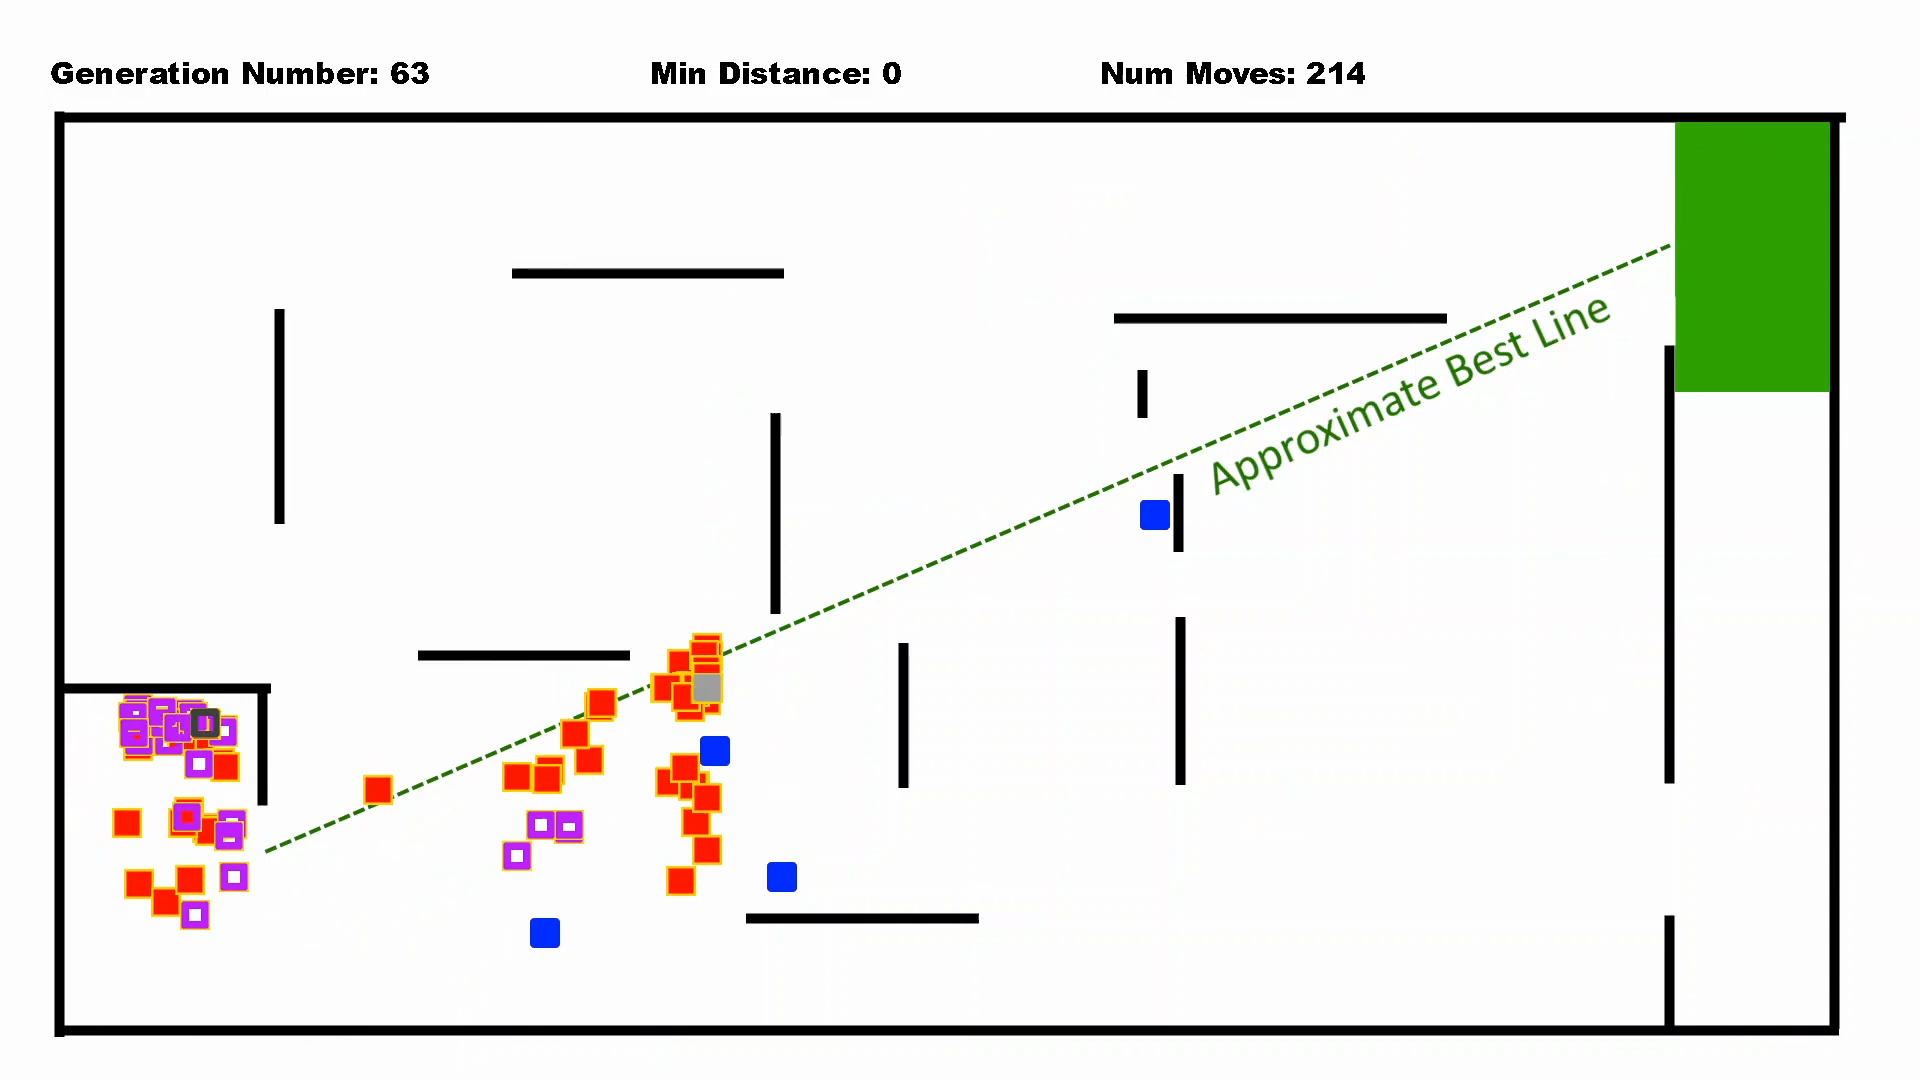 Generation Number: 63
Min Distance: 0
Num Moves: 214
Approximate Best Line